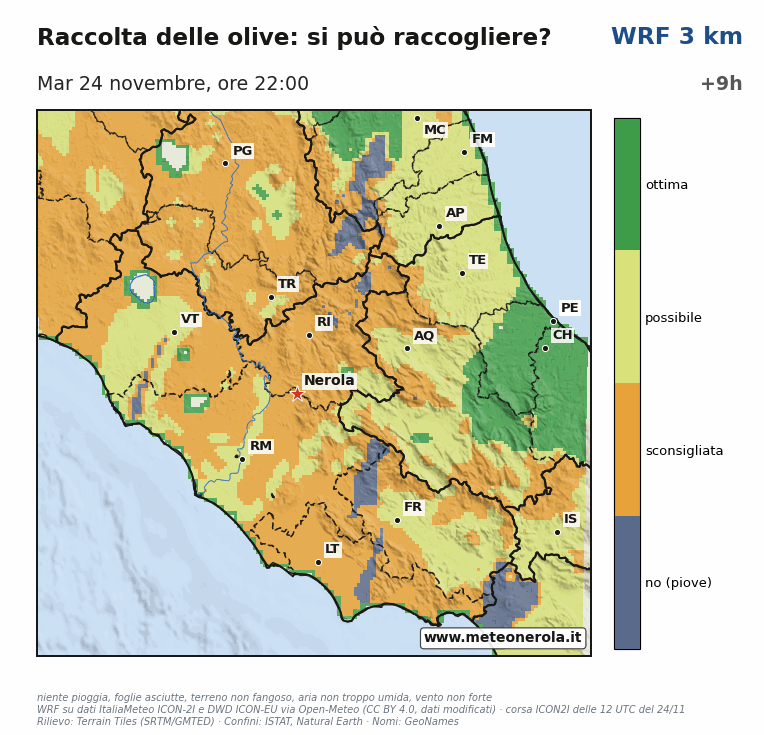 Raccolta delle olive: si può raccogliere?
WRF 3 km
Mar 24 novembre, ore 22:00
+9h
MC
FM
PG
AP
TE
TR
PE
VT
RI
AQ
CH
Nerola
RM
FR
IS
LT
www.meteonerola.it
ottima
possibile
sconsigliata
no (piove)
niente pioggia, foglie asciutte, terreno non fangoso, aria non troppo umida, vento non forte
WRF su dati ItaliaMeteo ICON-2I e DWD ICON-EU via Open-Meteo (CC BY 4.0, dati modificati) · corsa ICON2I delle 12 UTC del 24/11
Rilievo: Terrain Tiles (SRTM/GMTED) · Confini: ISTAT, Natural Earth · Nomi: GeoNames